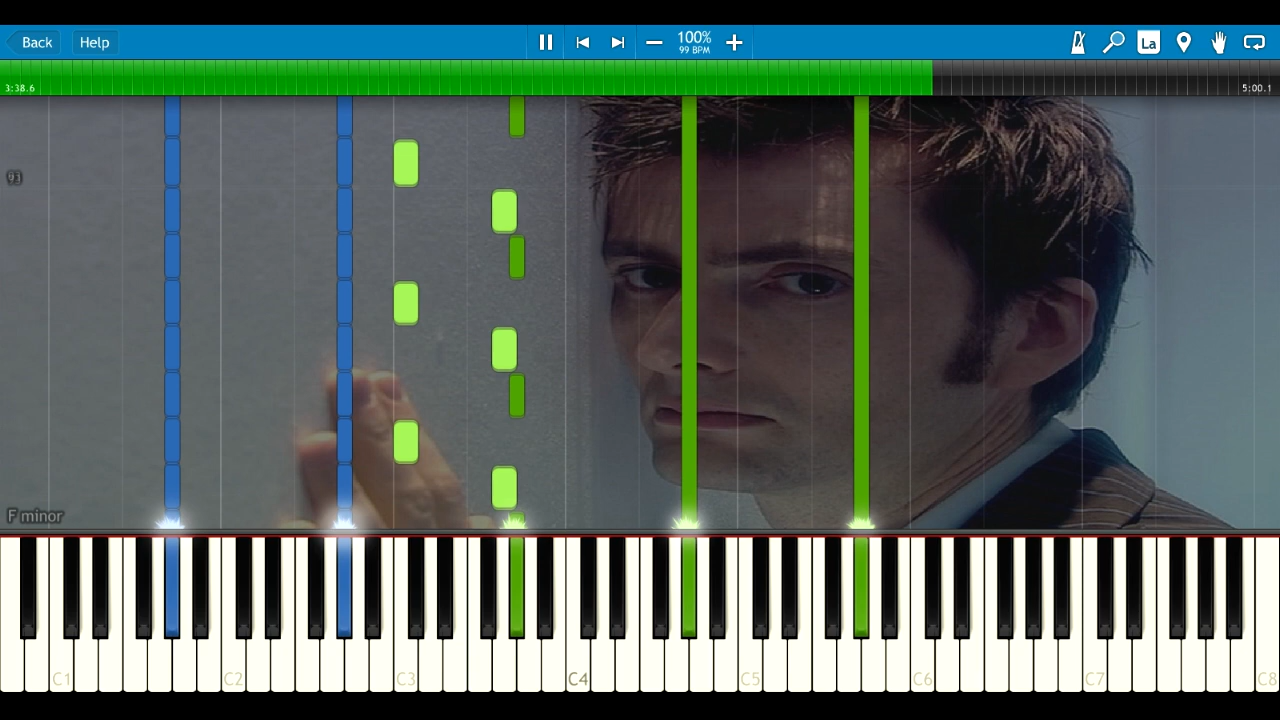 Back Help 100% La
99 BPM
3:38.6 5:00.1
93
F minor
C1 C2 C3 C4 C5 C6 C7 C8